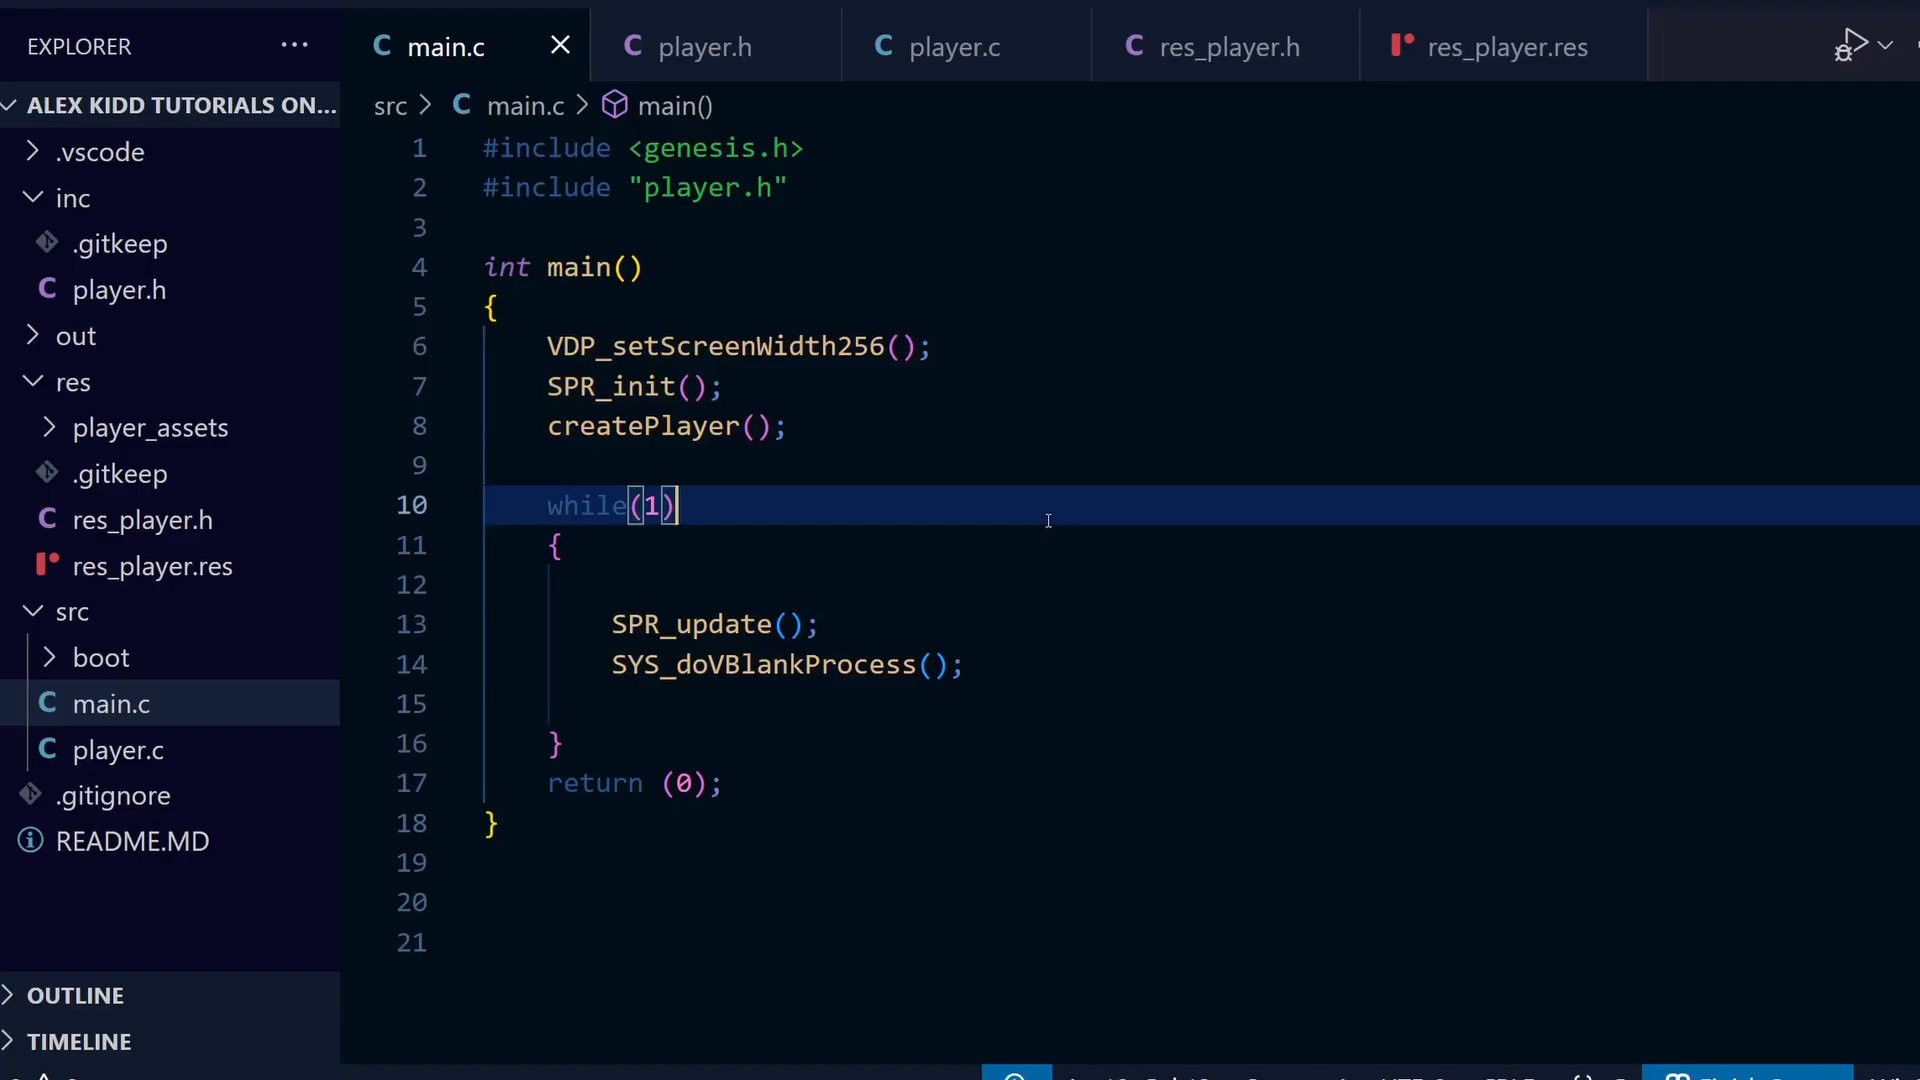 EXPLORER
ALEX KIDD TUTORIALS ON...
.vscode
inc
.gitkeep
player.h
out
res
player_assets
.gitkeep
res_player.h
res_player.res
src
boot
main.c
player.c
.gitignore
README.MD
OUTLINE
TIMELINE
main.c
player.h
player.c
res_player.h
res_player.res
src > C main.c > main()
1 #include <genesis.h>
2 #include "player.h"
3
4 int main()
5 {
6 VDP_setScreenWidth256();
7 SPR_init();
8 createPlayer();
9
10 while(1)
11 {
12
13 SPR_update();
14 SYS_doVBlankProcess();
15
16 }
17 return (0);
18 }
19
20
21